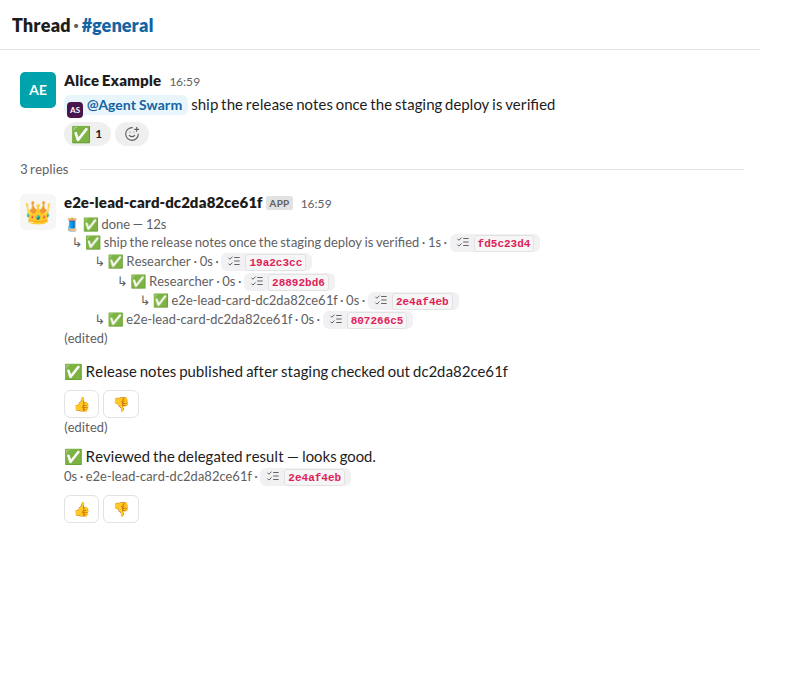 Thread · #general
AE
Alice Example 16:59
AS @Agent Swarm ship the release notes once the staging deploy is verified
✅ 1
3 replies
e2e-lead-card-dc2da82ce61f APP 16:59
🧵 ✅ done — 12s
↳ ✅ ship the release notes once the staging deploy is verified · 1s · fd5c23d4
↳ ✅ Researcher · 0s · 19a2c3cc
↳ ✅ Researcher · 0s · 28892bd6
↳ ✅ e2e-lead-card-dc2da82ce61f · 0s · 2e4af4eb
↳ ✅ e2e-lead-card-dc2da82ce61f · 0s · 807266c5
(edited)
✅ Release notes published after staging checked out dc2da82ce61f
👍 👎
(edited)
✅ Reviewed the delegated result — looks good.
0s · e2e-lead-card-dc2da82ce61f · 2e4af4eb
👍 👎